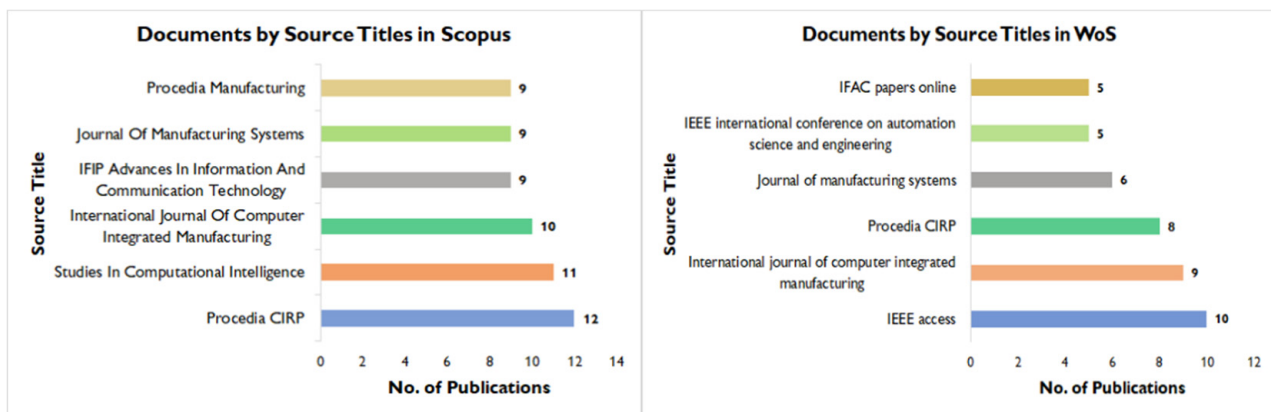 Documents by Source Titles in Scopus
Source Title
Procedia Manufacturing
9
Journal Of Manufacturing Systems
9
IFIP Advances In Information And
Communication Technology
9
International Journal Of Computer
Integrated Manufacturing
10
Studies In Computational Intelligence
11
Procedia CIRP
12
0 2 4 6 8 10 12 14
No. of Publications
Documents by Source Titles in WoS
Source Title
IFAC papers online
5
IEEE international conference on automation
science and engineering
5
Journal of manufacturing systems
6
Procedia CIRP
8
International journal of computer integrated
manufacturing
9
IEEE access
10
0 2 4 6 8 10 12
No. of Publications